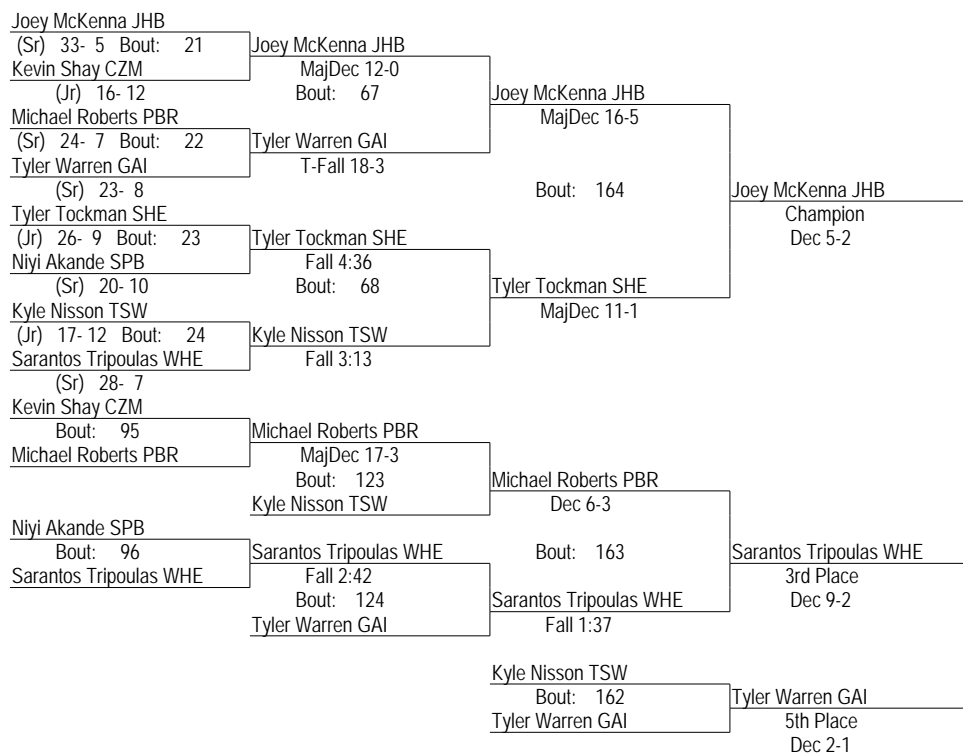 Joey McKenna JHB
(Sr) 33- 5 Bout: 21
Kevin Shay CZM
(Jr) 16- 12
Michael Roberts PBR
(Sr) 24- 7 Bout: 22
Tyler Warren GAI
(Sr) 23- 8
Tyler Tockman SHE
(Jr) 26- 9 Bout: 23
Niyi Akande SPB
(Sr) 20- 10
Kyle Nisson TSW
(Jr) 17- 12 Bout: 24
Sarantos Tripoulas WHE
(Sr) 28- 7
Joey McKenna JHB
MajDec 12-0
Bout: 67
Tyler Warren GAI
T-Fall 18-3
Tyler Tockman SHE
Fall 4:36
Bout: 68
Kyle Nisson TSW
Fall 3:13
Joey McKenna JHB
MajDec 16-5
Bout: 164
Tyler Tockman SHE
MajDec 11-1
Joey McKenna JHB
Champion
Dec 5-2
Kevin Shay CZM
Bout: 95
Michael Roberts PBR
Niyi Akande SPB
Bout: 96
Sarantos Tripoulas WHE
Michael Roberts PBR
MajDec 17-3
Bout: 123
Kyle Nisson TSW
Sarantos Tripoulas WHE
Fall 2:42
Bout: 124
Tyler Warren GAI
Michael Roberts PBR
Dec 6-3
Bout: 163
Sarantos Tripoulas WHE
Fall 1:37
Sarantos Tripoulas WHE
3rd Place
Dec 9-2
Kyle Nisson TSW
Bout: 162
Tyler Warren GAI
Tyler Warren GAI
5th Place
Dec 2-1